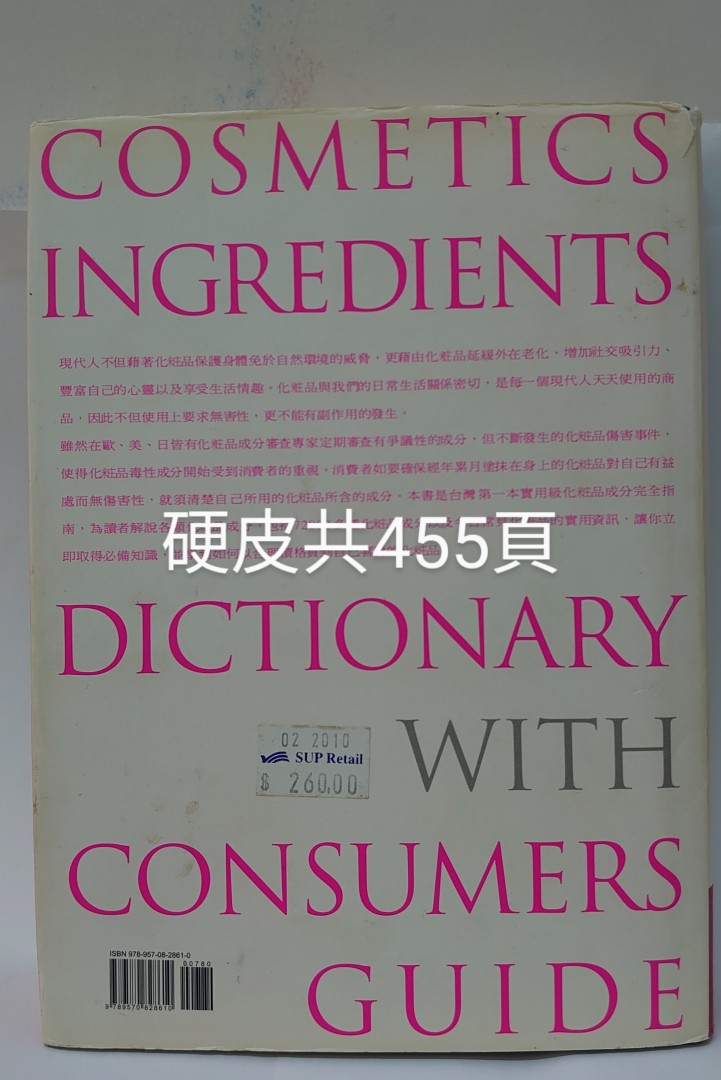 COSMETICS
INGREDIENTS
現代人不但藉著化粧品保護身體免於自然環境的威脅，更藉由化粧品延緩外在老化、增加社交吸引力、
豐富自己的心靈以及享受生活情趣。化粧品與我們的日常生活關係密切，是每一個現代人天天使用的商
品，因此不但使用上要求無害性，更不能有副作用的發生。
雖然在歐、美、日皆有化粧品成分審查專家定期審查有爭議性的成分，但不斷發生的化粧品傷害事件，
使得化粧品毒性成分開始受到消費者的重視。消費者如要確保經年累月塗抹在身上的化粧品對自己有益
處而無傷害性，就須清楚自己所用的化粧品所含的成分。本書是台灣第一本實用級化粧品成分完全指
南，為讀者解說各 的實用資訊，讓你立
即取得必備知識，
硬皮共455頁
DICTIONARY
02 2010
SUP Retail
$ 260.00
WITH
CONSUMERS
ISBN 978-957-08-2861-0
00780
9 789570 828610
GUIDE